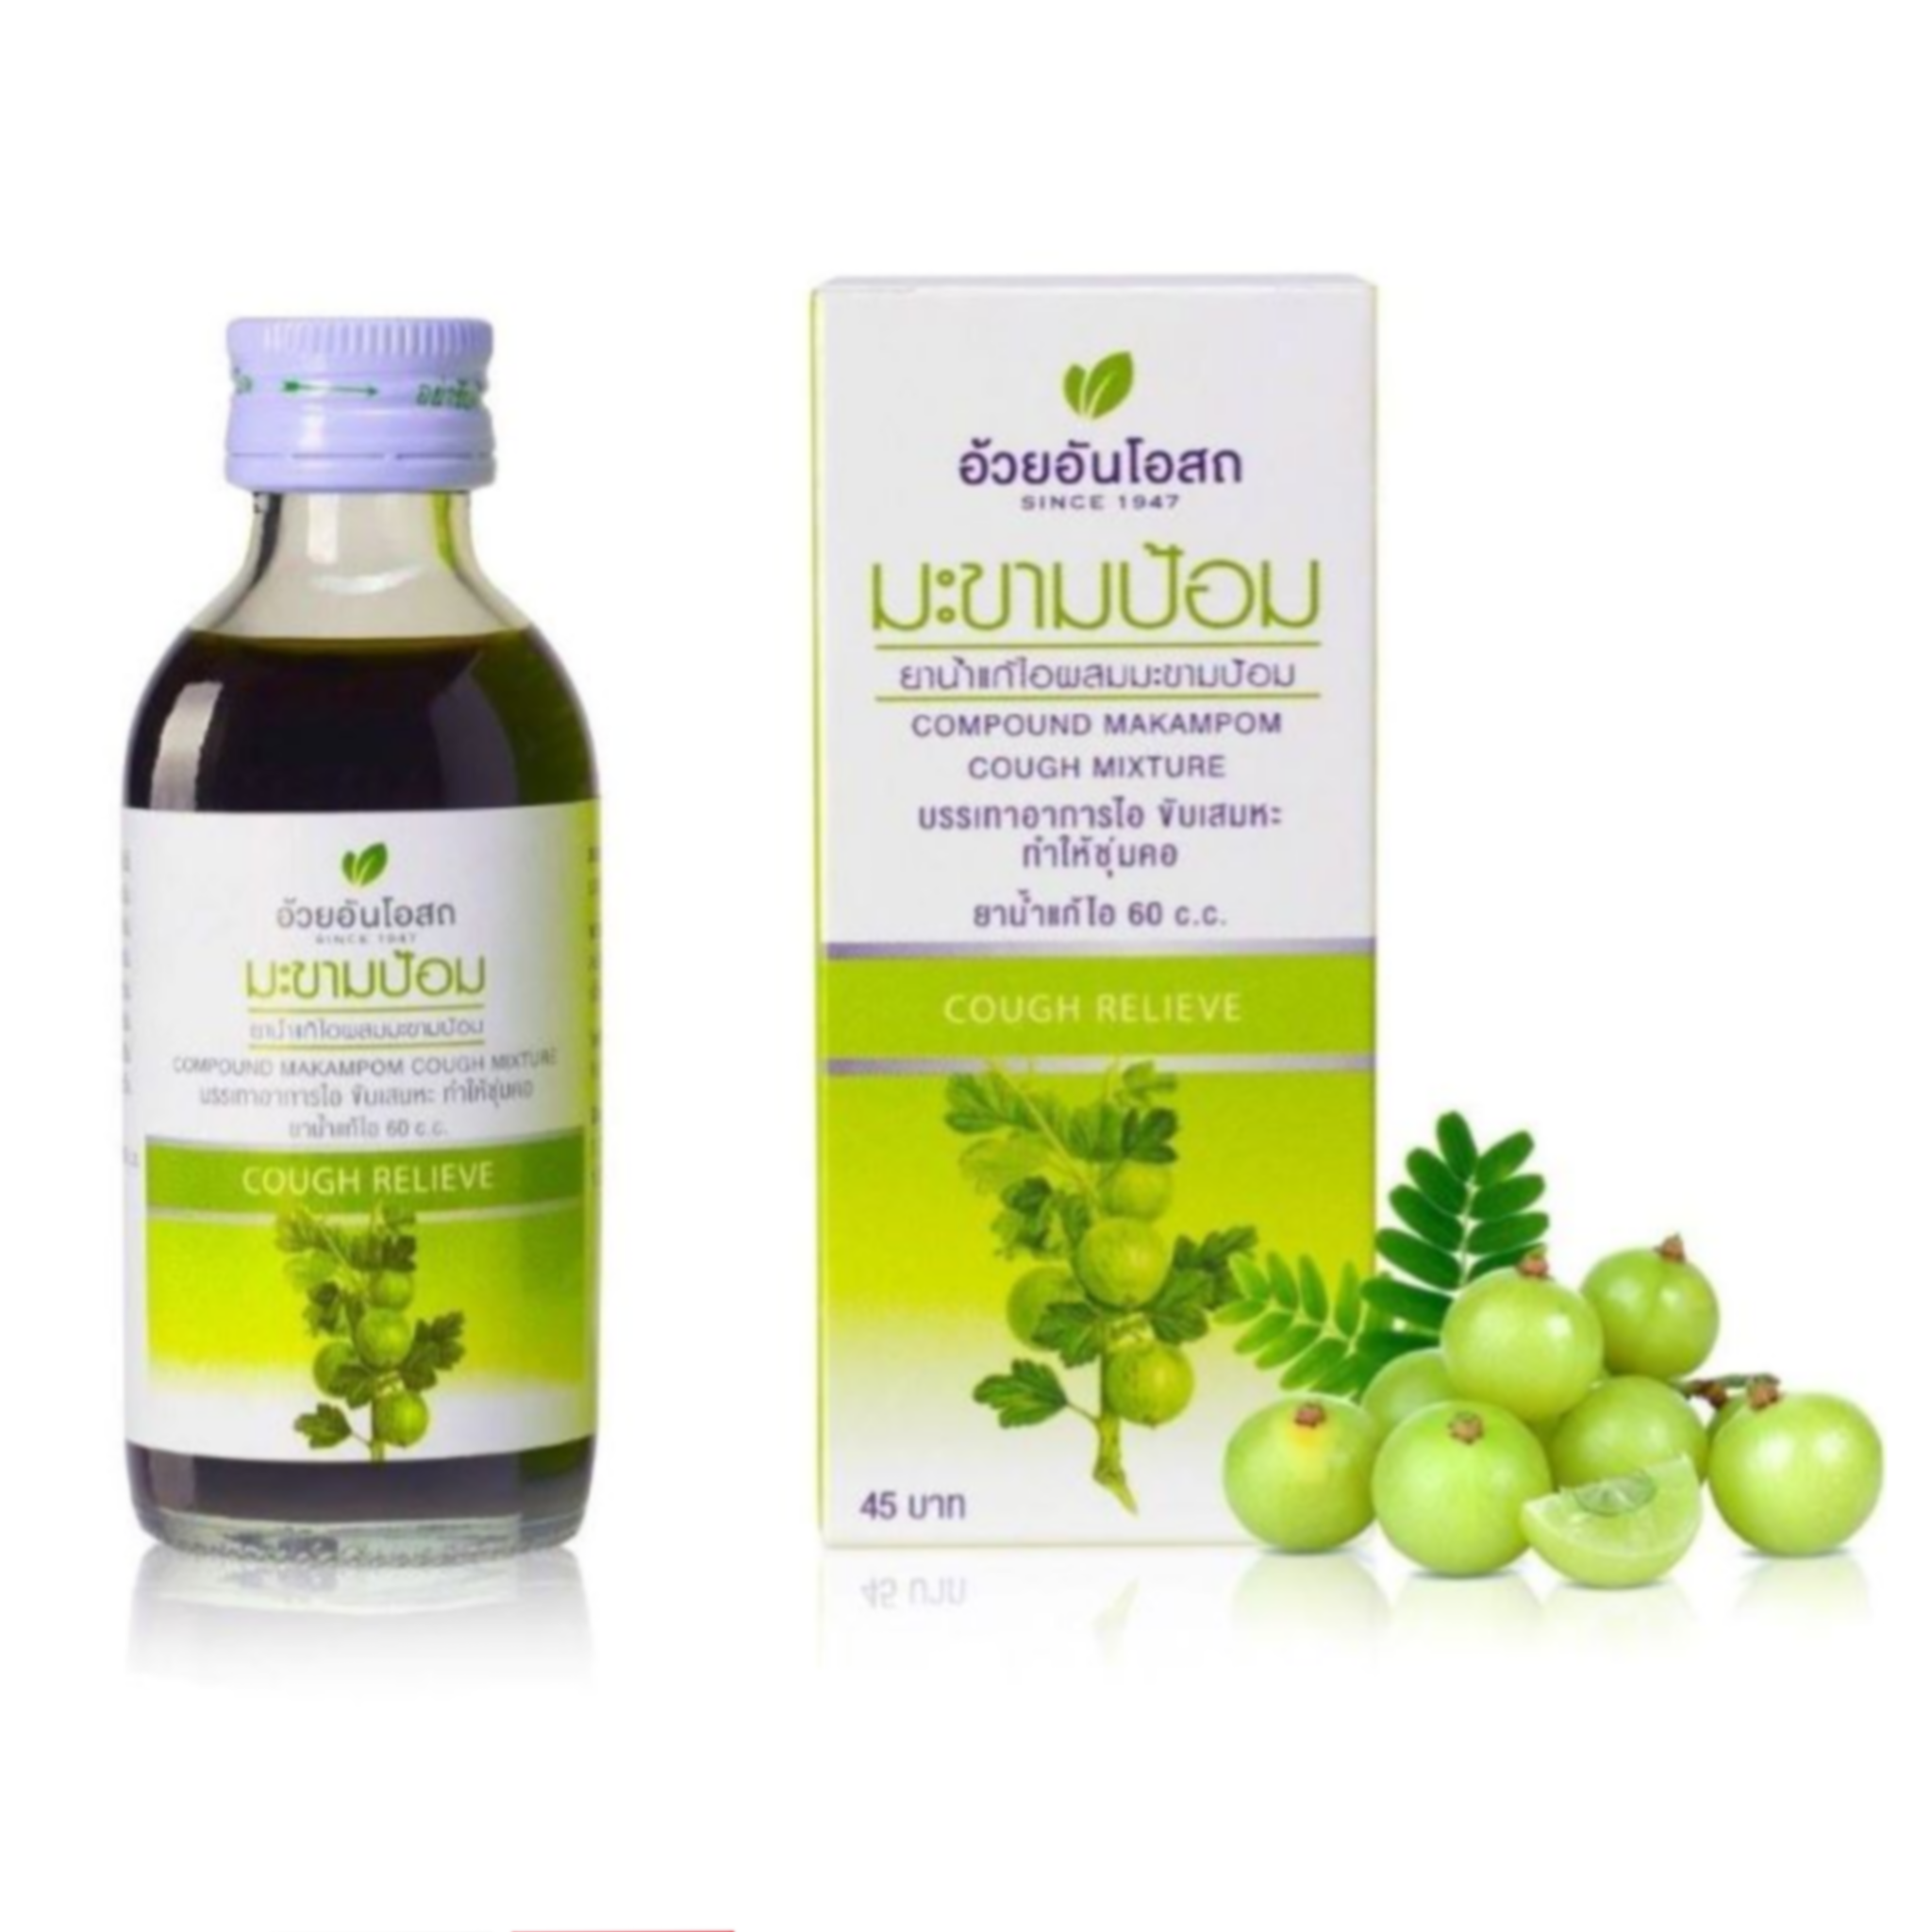 อย่าซื้อ
อ้วยอันโอสถ
SINCE 1947
มะขามป้อม
ยาน้ำแก้ไอผสมมะขามป้อม
COMPOUND MAKAMPOM COUGH MIXTURE
บรรเทาอาการไอ ขับเสมหะ ทำให้ชุ่มคอ
ยาน้ำแก้ไอ 60 c.c.
COUGH RELIEVE
อ้วยอันโอสถ
SINCE 1947
มะขามป้อม
ยาน้ำแก้ไอผสมมะขามป้อม
COMPOUND MAKAMPOM
COUGH MIXTURE
บรรเทาอาการไอ ขับเสมหะ
ทำให้ชุ่มคอ
ยาน้ำแก้ไอ 60 c.c.
COUGH RELIEVE
45 บาท